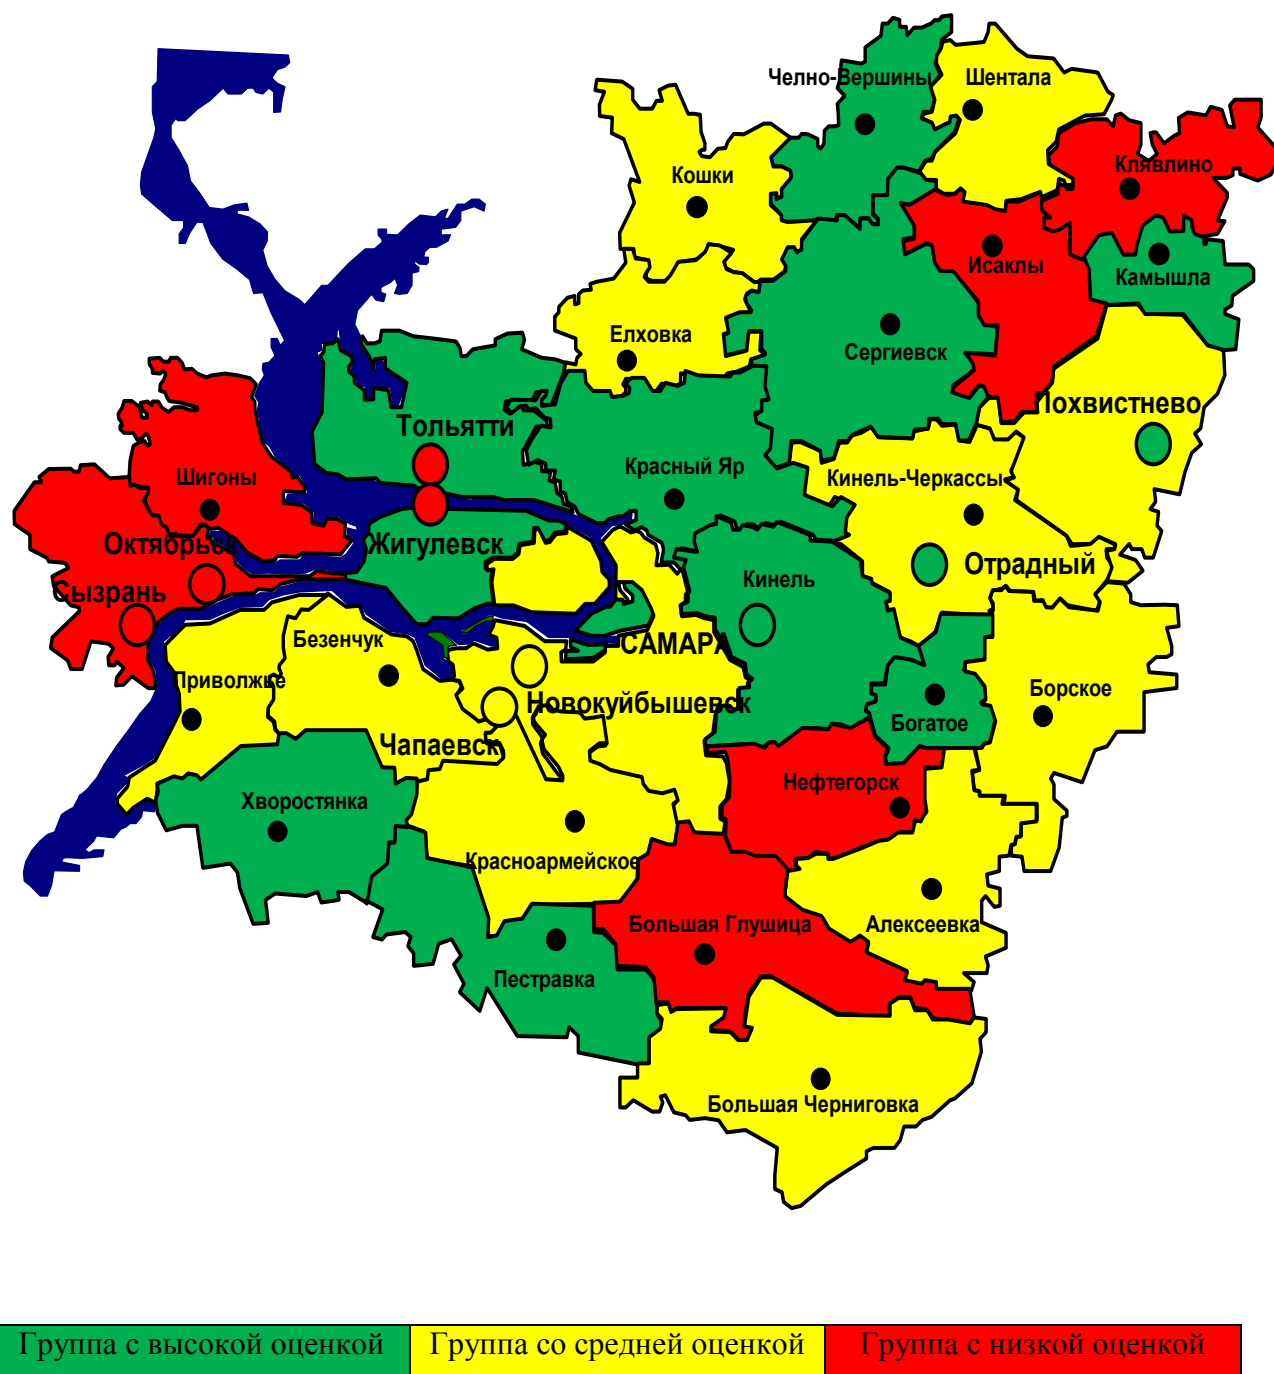 Челно-Вершины
Шентала
Клявлино
Кошки
Исаклы
Камышла
Елховка
Сергиевск
Похвистнево
Тольятти
Красный Яр
Кинель-Черкассы
Шигоны
Октябрьск
Жигулевск
Отрадный
Сызрань
Кинель
Безенчук
САМАРА
Приволжье
Борское
Новокуйбышевск
Богатое
Чапаевск
Нефтегорск
Хворостянка
Красноармейское
Большая Глушица
Алексеевка
Пестравка
Большая Черниговка
Группа с высокой оценкой
Группа со средней оценкой
Группа с низкой оценкой